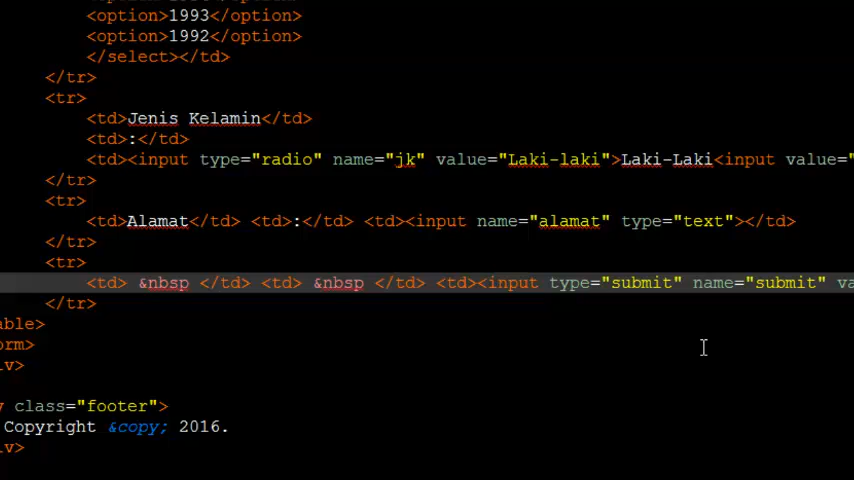 <option>1993</option>
<option>1992</option>
</select></td>
</tr>
<tr>
<td>Jenis Kelamin</td>
<td>:</td>
<td><input type="radio" name="jk" value="Laki-laki">Laki-Laki<input value="
</tr>
<tr>
<td>Alamat</td> <td>:</td> <td><input name="alamat" type="text"></td>
</tr>
<tr>
<td> &nbsp </td> <td> &nbsp </td> <td><input type="submit" name="submit" va
</tr>
able>
orm>
iv>
v class="footer">
Copyright &copy; 2016.
iv>